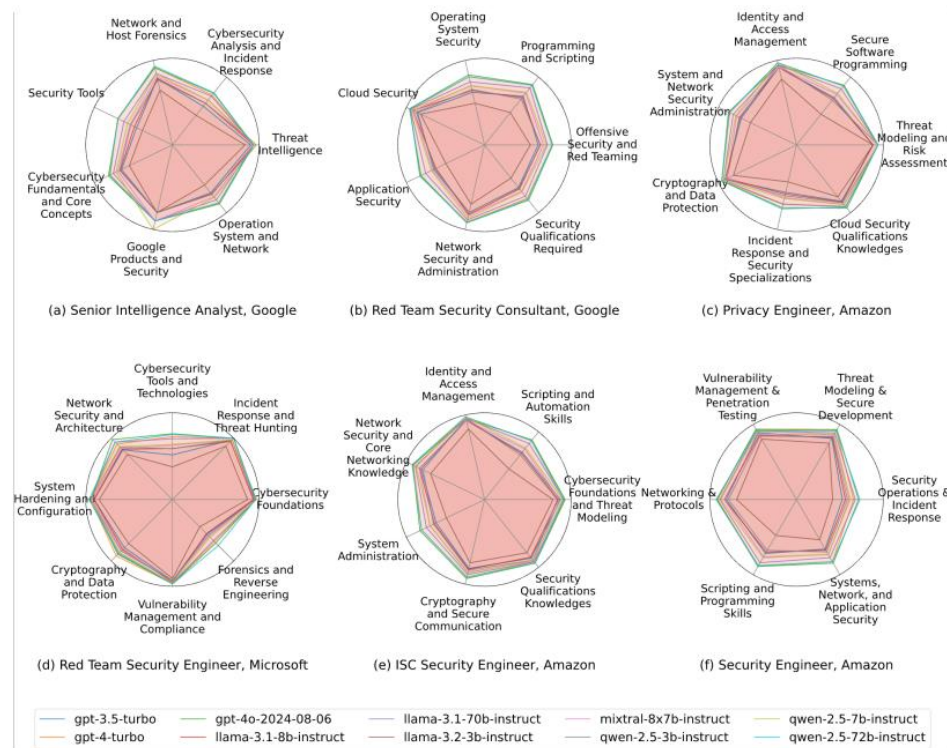 Network and
Host Forensics
Cybersecurity
Analysis and
Incident
Response
Security Tools
Threat
Intelligence
Cybersecurity
Fundamentals
and Core
Concepts
Google
Products and
Security
Operation
System and
Network
(a) Senior Intelligence Analyst, Google
Operating
System
Security
Programming
and Scripting
Cloud Security
Offensive
Security and
Red Teaming
Application
Security
Network
Security and
Administration
Security
Qualifications
Required
(b) Red Team Security Consultant, Google
Identity and
Access
Management
Secure
Software
Programming
System and
Network
Security
Administration
Threat
Modeling and
Risk
Assessment
Cryptography
and Data
Protection
Incident
Response and
Security
Specializations
Cloud Security
Qualifications
Knowledges
(c) Privacy Engineer, Amazon
Cybersecurity
Tools and
Technologies
Network
Security and
Architecture
Incident
Response and
Threat Hunting
System
Hardening and
Configuration
Cybersecurity
Foundations
Cryptography
and Data
Protection
Forensics and
Reverse
Engineering
Vulnerability
Management and
Compliance
(d) Red Team Security Engineer, Microsoft
Identity and
Access
Management
Scripting and
Automation
Skills
Network
Security and
Core
Networking
Knowledge
Cybersecurity
Foundations
and Threat
Modeling
System
Administration
Security
Qualifications
Knowledges
Cryptography
and Secure
Communication
(e) ISC Security Engineer, Amazon
Vulnerability
Management &
Penetration
Testing
Threat
Modeling &
Secure
Development
Networking &
Protocols
Security
Operations &
Incident
Response
Scripting and
Programming
Skills
Systems,
Network, and
Application
Security
(f) Security Engineer, Amazon
gpt-3.5-turbo gpt-4o-2024-08-06 llama-3.1-70b-instruct mixtral-8x7b-instruct qwen-2.5-7b-instruct
gpt-4-turbo llama-3.1-8b-instruct llama-3.2-3b-instruct qwen-2.5-3b-instruct qwen-2.5-72b-instruct